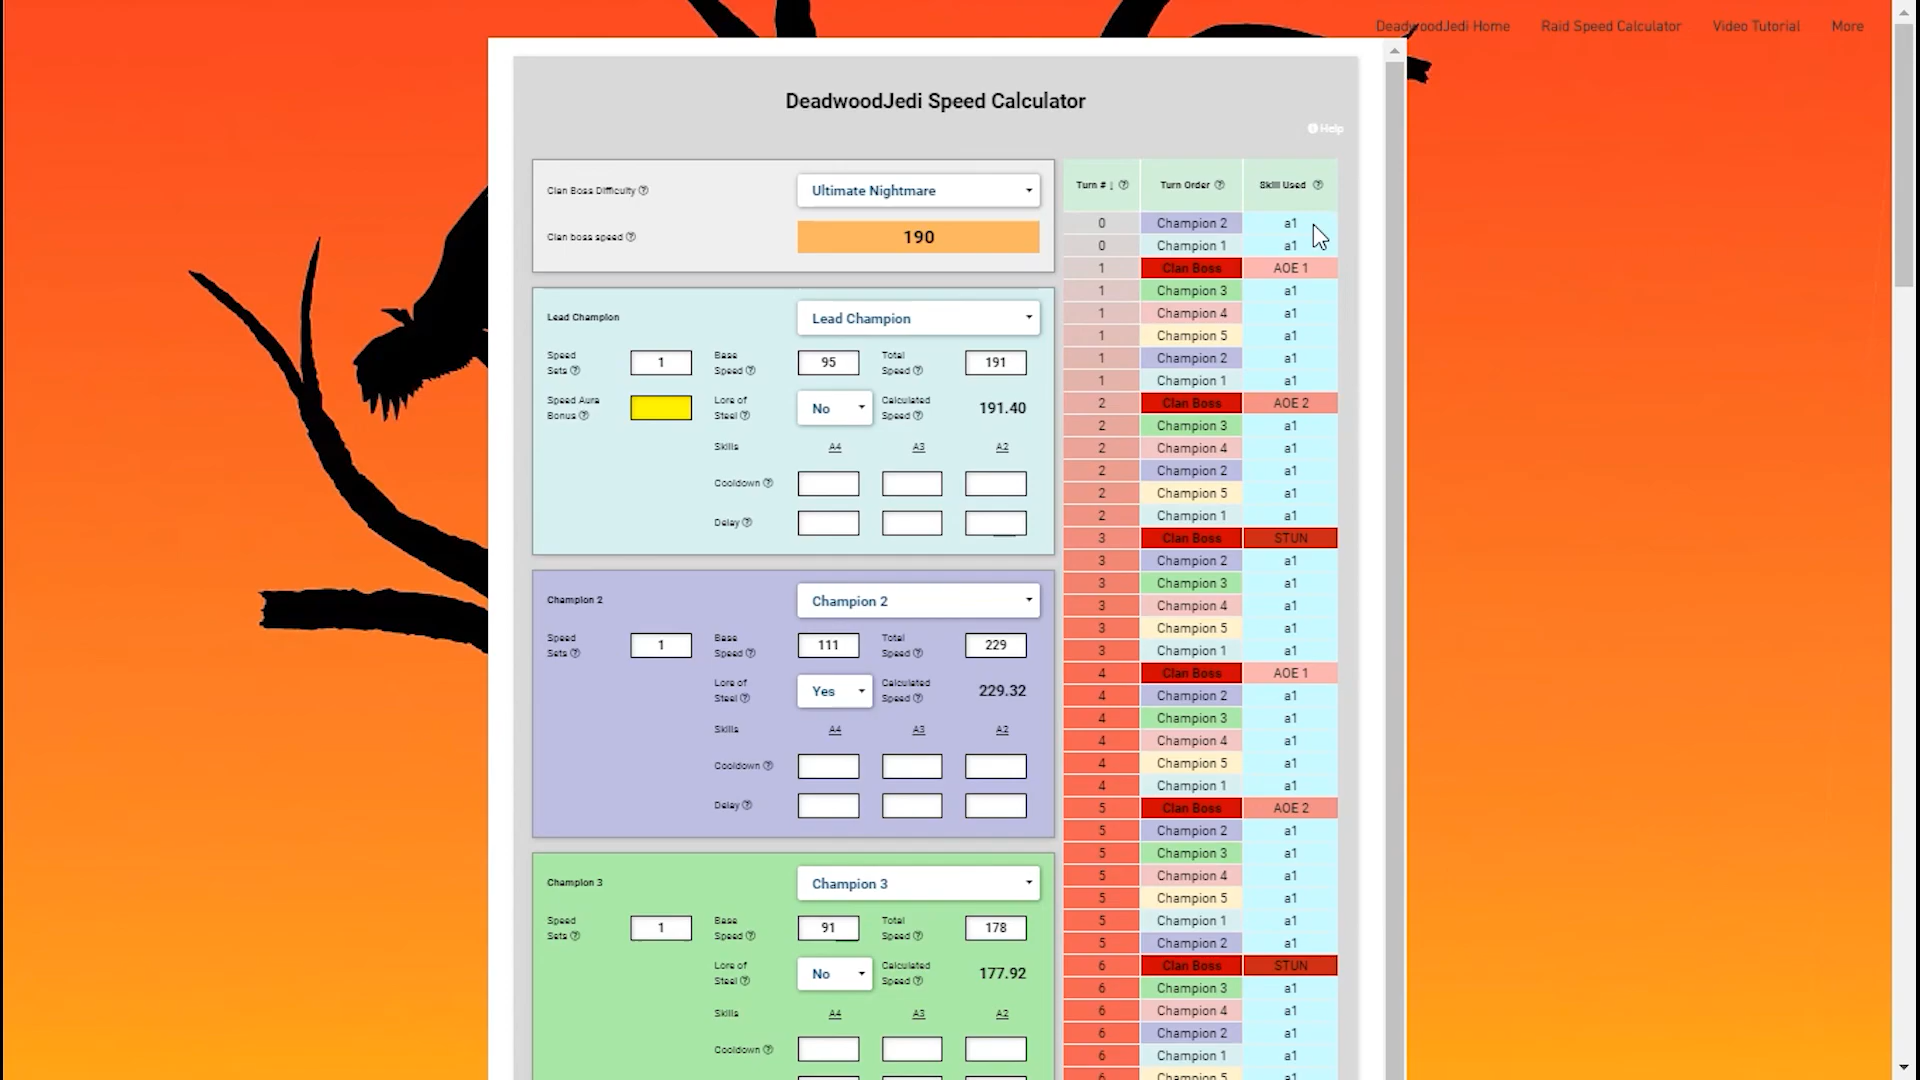 DeadwoodJedi Home Raid Speed Calculator Video Tutorial More
DeadwoodJedi Speed Calculator
Help
Clan Boss Difficulty Ultimate Nightmare
Clan boss speed 190
Lead Champion Lead Champion
Speed Sets 1 Base Speed 95 Total Speed 191
Speed Aura Bonus Lore of Steel No Calculated Speed 191.40
Skills A4 A3 A2
Cooldown
Delay
Champion 2 Champion 2
Speed Sets 1 Base Speed 111 Total Speed 229
Lore of Steel Yes Calculated Speed 229.32
Skills A4 A3 A2
Cooldown
Delay
Champion 3 Champion 3
Speed Sets 1 Base Speed 91 Total Speed 178
Lore of Steel No Calculated Speed 177.92
Skills A4 A3 A2
Cooldown
Turn # ↓ Turn Order Skill Used
0 Champion 2 a1
0 Champion 1 a1
1 Clan Boss AOE 1
1 Champion 3 a1
1 Champion 4 a1
1 Champion 5 a1
1 Champion 2 a1
1 Champion 1 a1
2 Clan Boss AOE 2
2 Champion 3 a1
2 Champion 4 a1
2 Champion 2 a1
2 Champion 5 a1
2 Champion 1 a1
3 Clan Boss STUN
3 Champion 2 a1
3 Champion 3 a1
3 Champion 4 a1
3 Champion 5 a1
3 Champion 1 a1
4 Clan Boss AOE 1
4 Champion 2 a1
4 Champion 3 a1
4 Champion 4 a1
4 Champion 5 a1
4 Champion 1 a1
5 Clan Boss AOE 2
5 Champion 2 a1
5 Champion 3 a1
5 Champion 4 a1
5 Champion 5 a1
5 Champion 1 a1
5 Champion 2 a1
6 Clan Boss STUN
6 Champion 3 a1
6 Champion 4 a1
6 Champion 2 a1
6 Champion 1 a1
6 Champion 5 a1